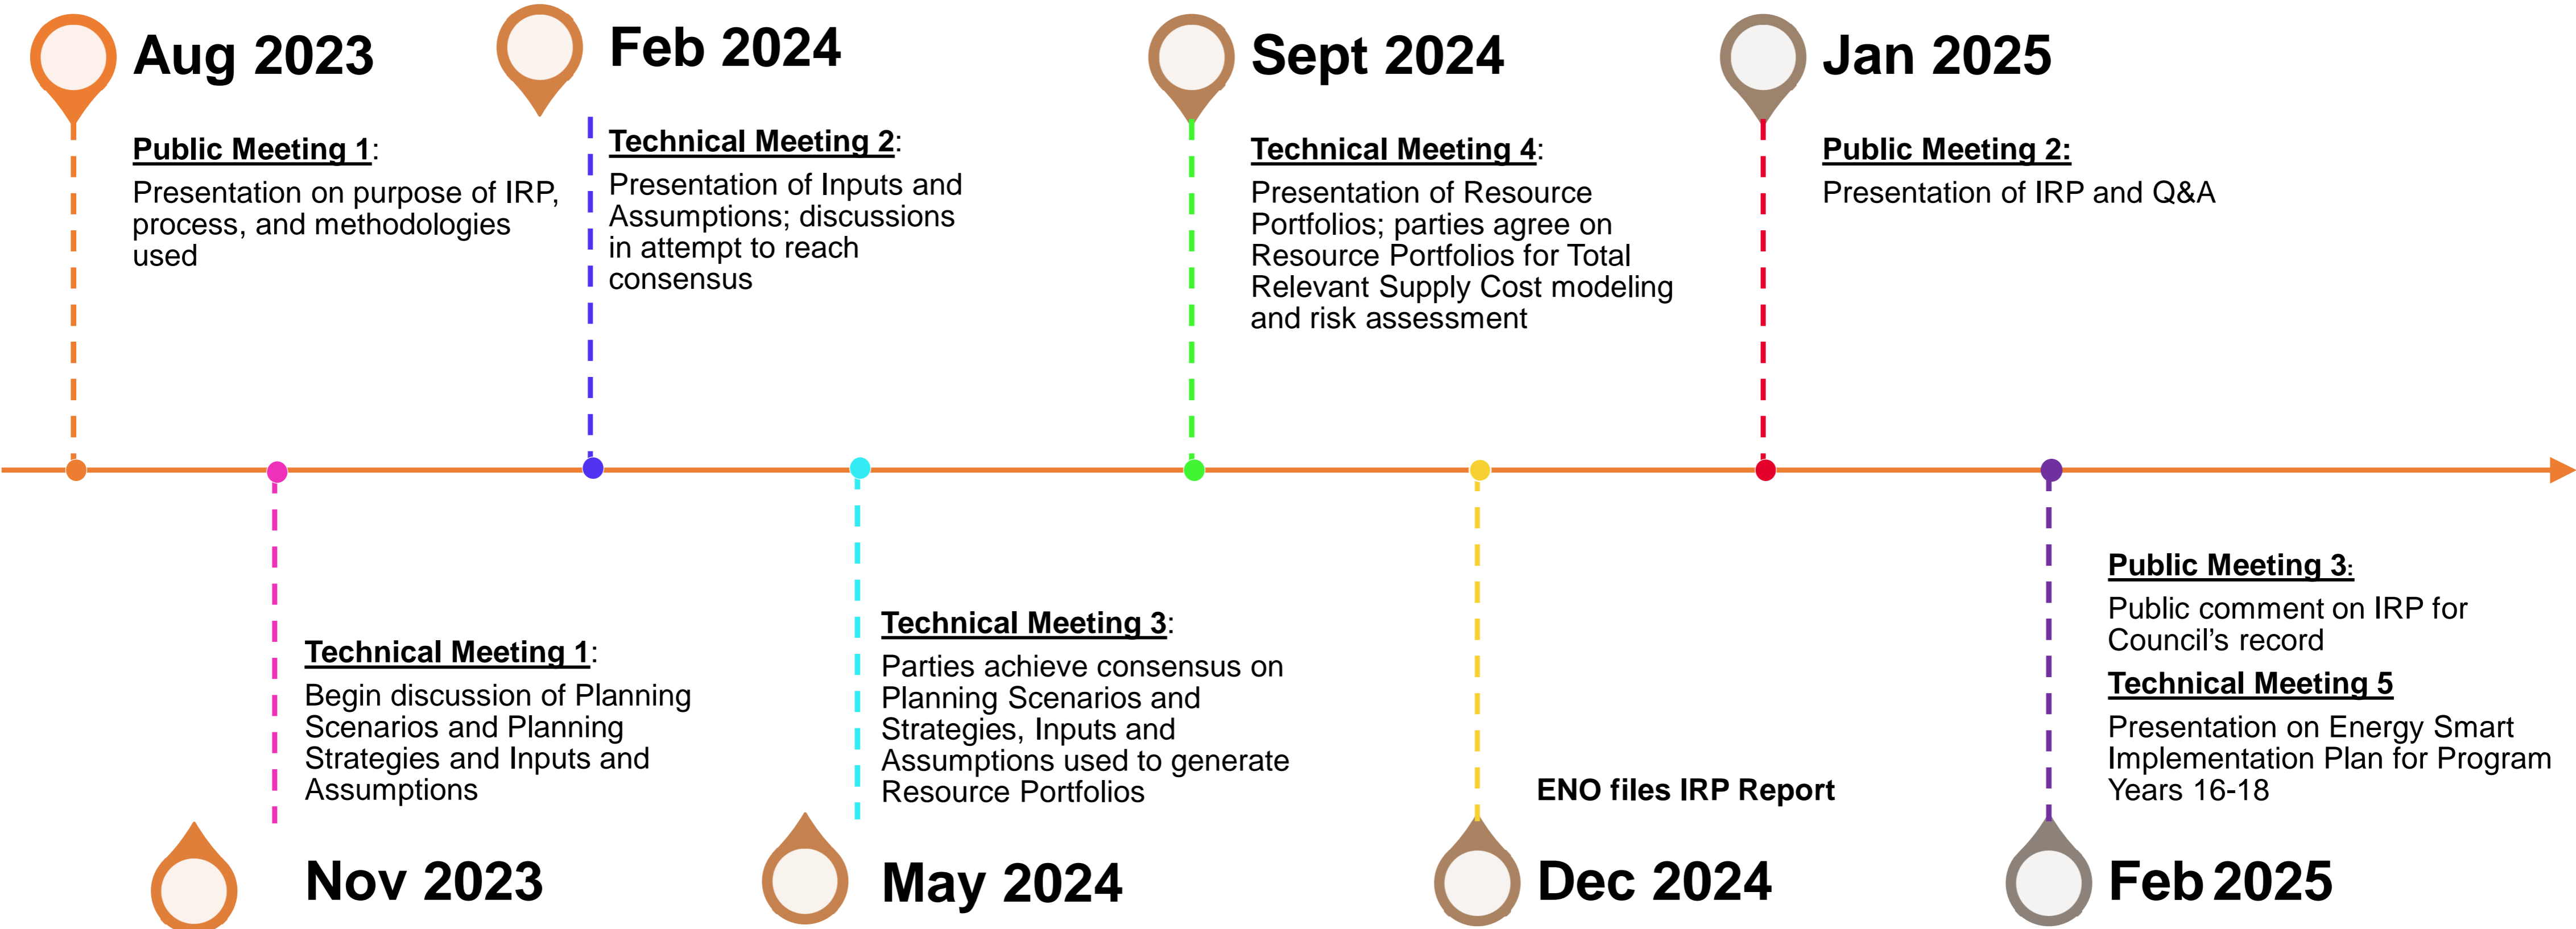 Aug 2023
Public Meeting 1:
Presentation on purpose of IRP,
process, and methodologies
used
Feb 2024
Technical Meeting 2:
Presentation of Inputs and
Assumptions; discussions
in attempt to reach
consensus
Sept 2024
Technical Meeting 4:
Presentation of Resource
Portfolios; parties agree on
Resource Portfolios for Total
Relevant Supply Cost modeling
and risk assessment
Jan 2025
Public Meeting 2:
Presentation of IRP and Q&A
Technical Meeting 1:
Begin discussion of Planning
Scenarios and Planning
Strategies and Inputs and
Assumptions
Nov 2023
Technical Meeting 3:
Parties achieve consensus on
Planning Scenarios and
Strategies, Inputs and
Assumptions used to generate
Resource Portfolios
May 2024
ENO files IRP Report
Dec 2024
Public Meeting 3:
Public comment on IRP for
Council’s record
Technical Meeting 5
Presentation on Energy Smart
Implementation Plan for Program
Years 16-18
Feb 2025